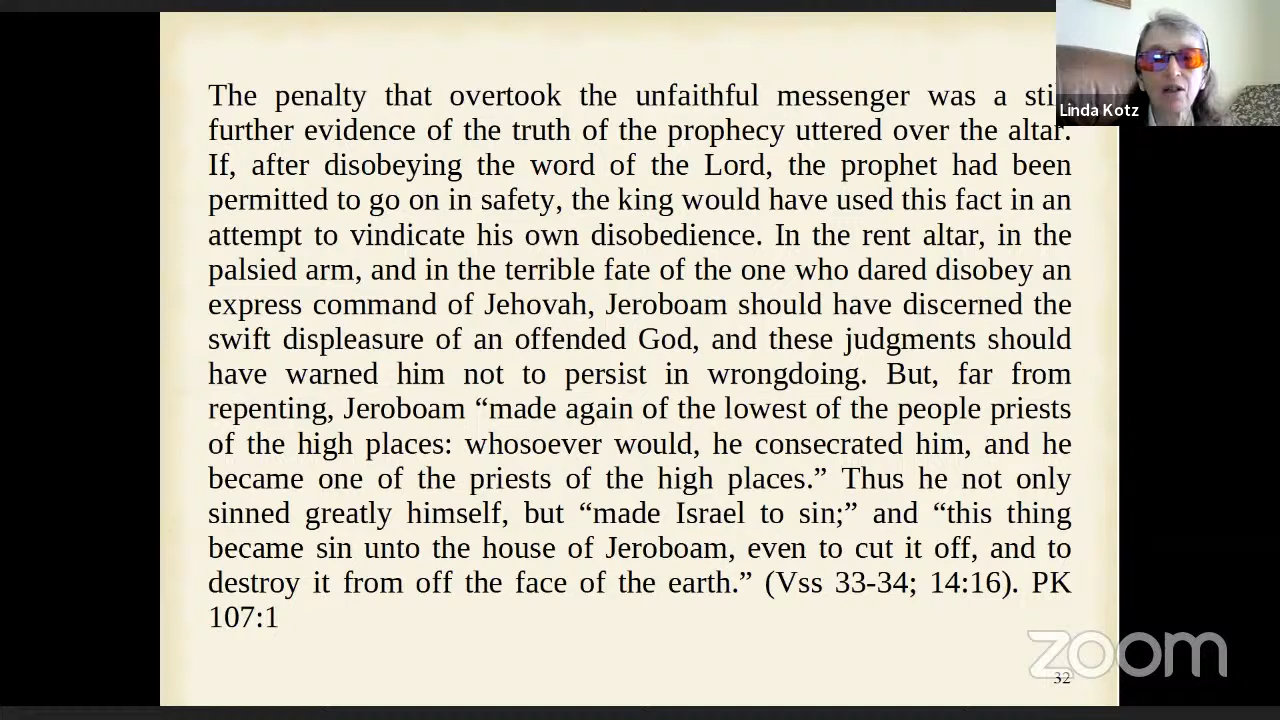 The penalty that overtook the unfaithful messenger was a
further evidence of the truth of the prophecy uttered over the altar.
If, after disobeying the word of the Lord, the prophet had been
permitted to go on in safety, the king would have used this fact in an
attempt to vindicate his own disobedience. In the rent altar, in the
palsied arm, and in the terrible fate of the one who dared disobey an
express command of Jehovah, Jeroboam should have discerned the
swift displeasure of an offended God, and these judgments should
have warned him not to persist in wrongdoing. But, far from
repenting, Jeroboam “made again of the lowest of the people priests
of the high places: whosoever would, he consecrated him, and he
became one of the priests of the high places.” Thus he not only
sinned greatly himself, but “made Israel to sin;” and “this thing
became sin unto the house of Jeroboam, even to cut it off, and to
destroy it from off the face of the earth.” (Vss 33-34; 14:16). PK
107:1
Linda Kotz
zoom
32